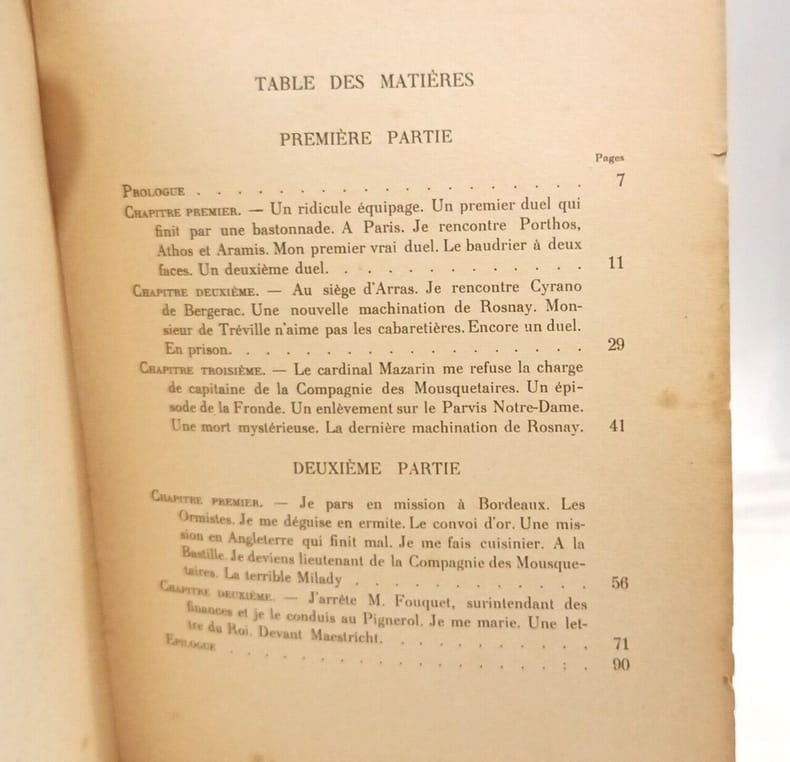 TABLE DES MATIÈRES
PREMIÈRE PARTIE
Pages
PROLOGUE . . . . . . . . . . . . . . . . . . 7
CHAPITRE PREMIER. — Un ridicule équipage. Un premier duel qui
finit par une bastonnade. A Paris. Je rencontre Porthos,
Athos et Aramis. Mon premier vrai duel. Le baudrier à deux
faces. Un deuxième duel. . . . . . . . . . . . 11
CHAPITRE DEUXIÈME. — Au siège d'Arras. Je rencontre Cyrano
de Bergerac. Une nouvelle machination de Rosnay. Mon-
sieur de Tréville n'aime pas les cabaretières. Encore un duel.
En prison. . . . . . . . . . . . . . . . . 29
CHAPITRE TROISIÈME. — Le cardinal Mazarin me refuse la charge
de capitaine de la Compagnie des Mousquetaires. Un épi-
sode de la Fronde. Un enlèvement sur le Parvis Notre-Dame.
Une mort mystérieuse. La dernière machination de Rosnay. 41
DEUXIÈME PARTIE
CHAPITRE PREMIER. — Je pars en mission à Bordeaux. Les
Ormistes. Je me déguise en ermite. Le convoi d'or. Une mis-
sion en Angleterre qui finit mal. Je me fais cuisinier. A la
Bastille. Je deviens lieutenant de la Compagnie des Mousque-
taires. La terrible Milady . . . . . . . . . . . 56
CHAPITRE DEUXIÈME. — J'arrête M. Fouquet, surintendant des
finances et je le conduis au Pignerol. Je me marie. Une let-
tre du Roi. Devant Maestricht. . . . . . . . . . 71
EPILOGUE . . . . . . . . . . . . . . . . : . 90